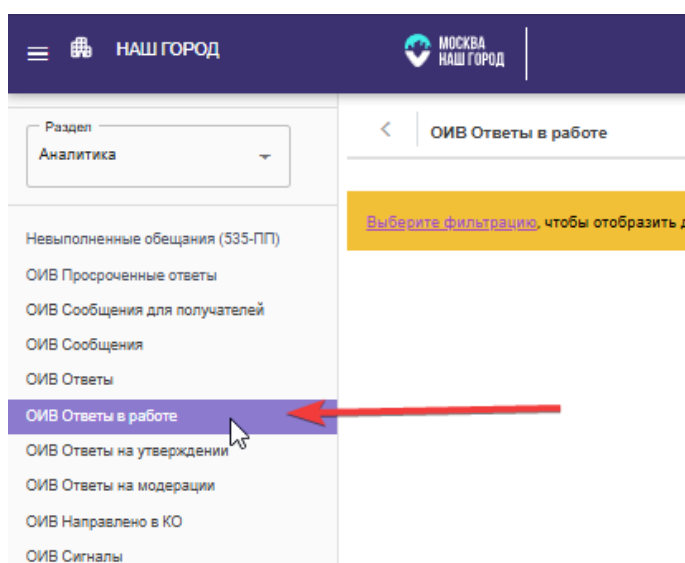 НАШ ГОРОД
МОСКВА
НАШ ГОРОД
Раздел
Аналитика
ОИВ Ответы в работе
Выберите фильтрацию, чтобы отобразить
Невыполненные обещания (535-ПП)
ОИВ Просроченные ответы
ОИВ Сообщения для получателей
ОИВ Сообщения
ОИВ Ответы
ОИВ Ответы в работе
ОИВ Ответы на утверждении
ОИВ Ответы на модерации
ОИВ Направлено в КО
ОИВ Сигналы